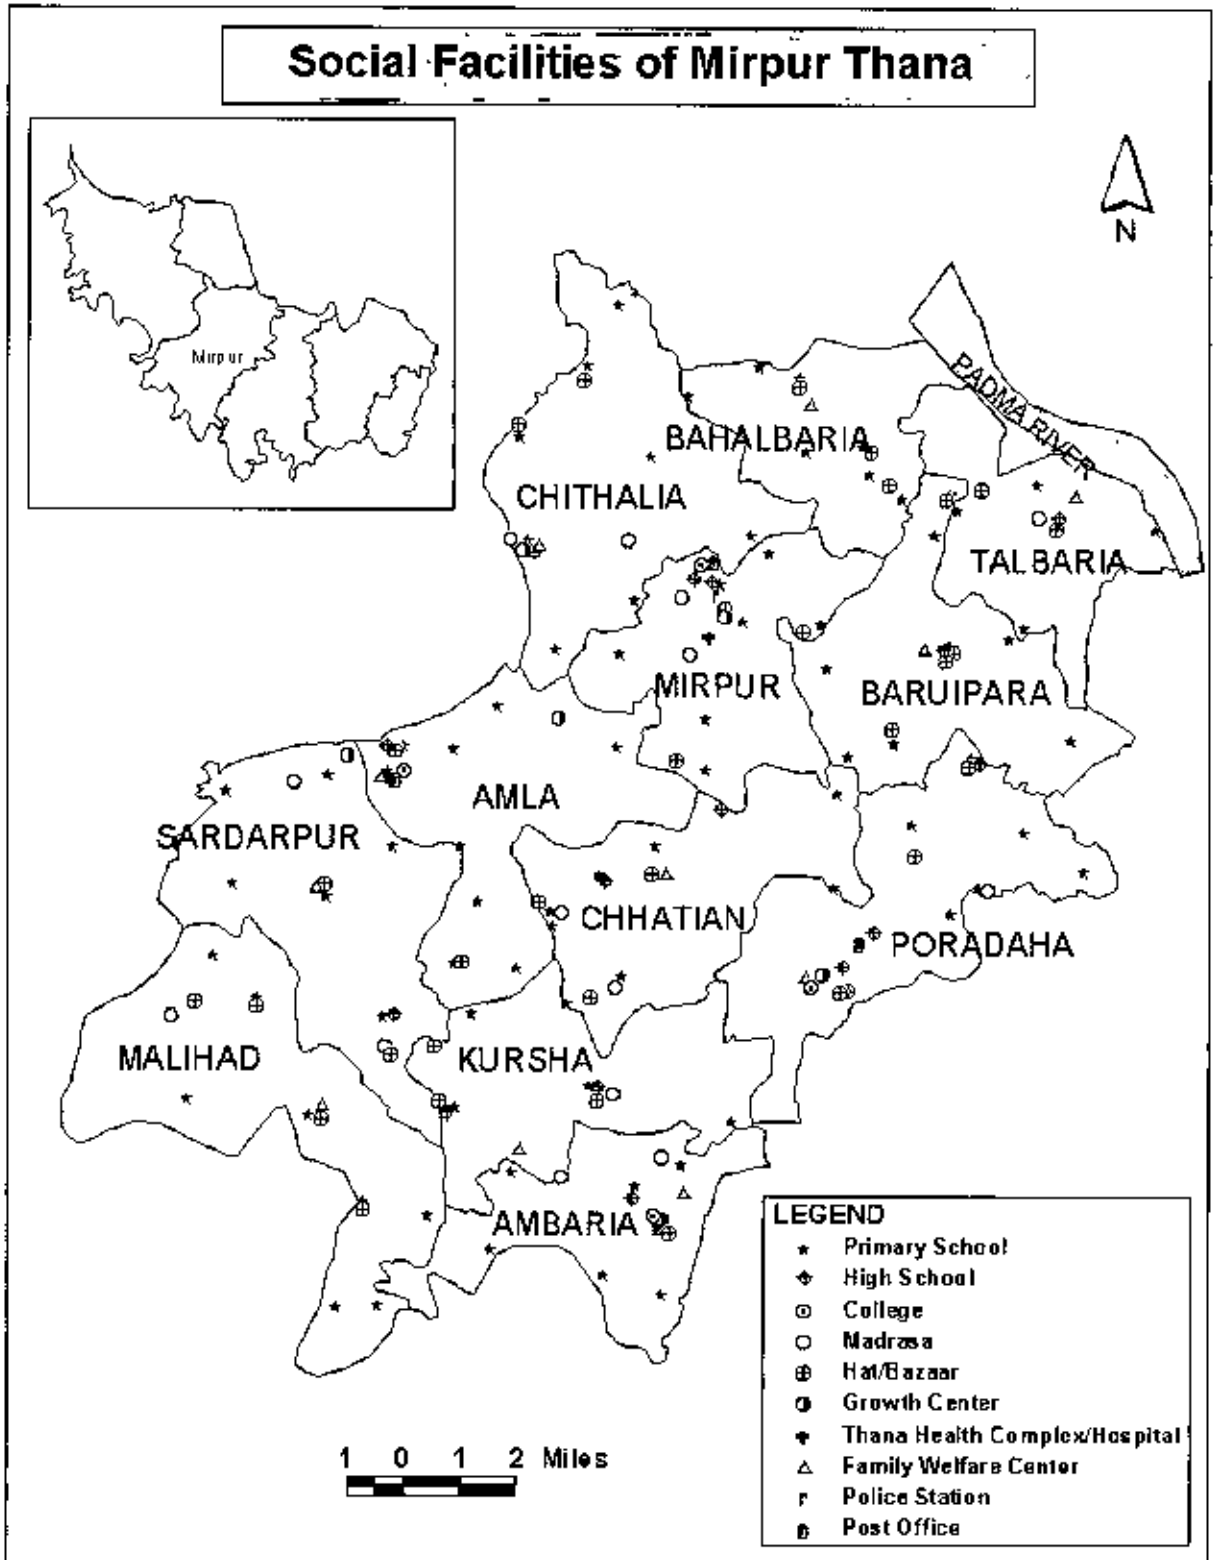 Social Facilities of Mirpur Thana
Mirpur
N
PADMA RIVER
BAHALBARIA
CHITHALIA
TALBARIA
MIRPUR
BARUIPARA
AMLA
SARDARPUR
CHHATIAN
PORADAHA
MALIHAD
KURSHA
AMBARIA
LEGEND
Primary School
High School
College
Madrasa
Hat/Bazaar
Growth Center
Thana Health Complex/Hospital
Family Welfare Center
Police Station
Post Office
1 0 1 2 Miles